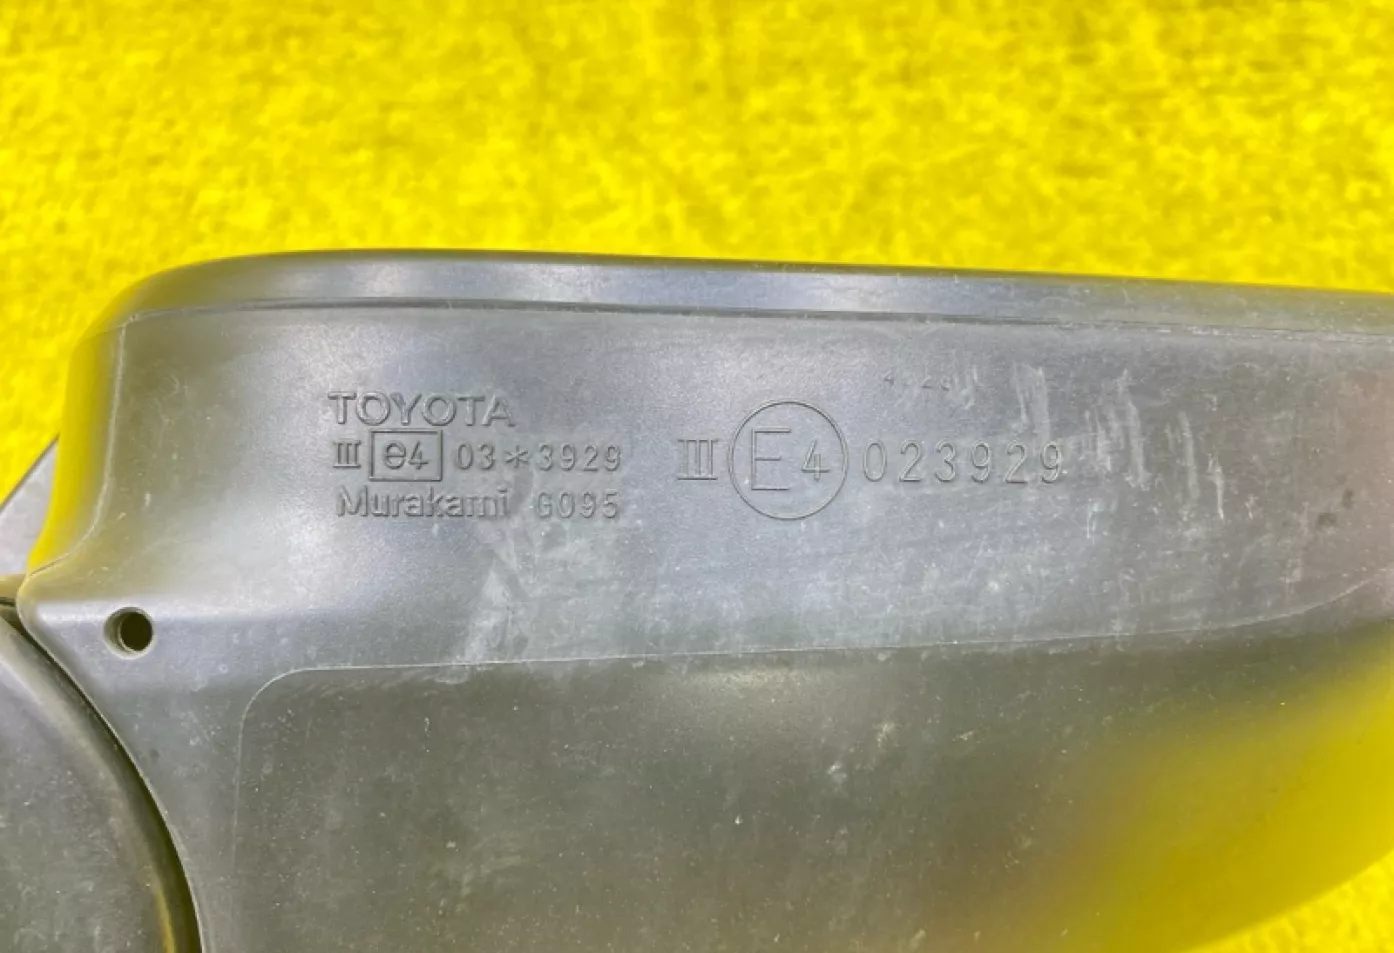 TOYOTA
III e4 03*3929
Murakami G095
III E4 023929